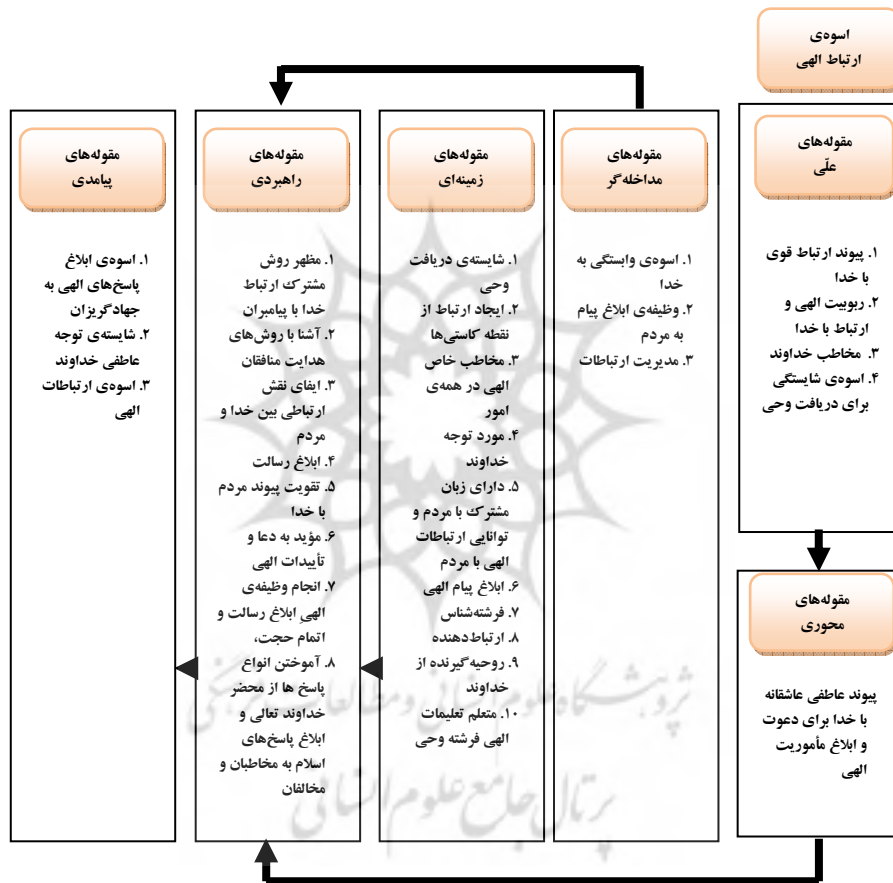 اسوه‌ی
ارتباط الهی
مقوله‌های
علّی
۱. پیوند ارتباط قوی
با خدا
۲. ربوبیت الهی و
ارتباط با خدا
۳. مخاطب خداوند
۴. اسوه‌ی شایستگی
برای دریافت وحی
مقوله‌های
محوری
پیوند عاطفی عاشقانه
با خدا برای دعوت
و ابلاغ مأموریت
الهی
مقوله‌های
مداخله‌گر
۱. اسوه‌ی وابستگی به
خدا
۲. وظیفه‌ی ابلاغ پیام
به مردم
۳. مدیریت ارتباطات
مقوله‌های
زمینه‌ای
۱. شایسته‌ی دریافت
وحی
۲. ایجاد ارتباط از
نقطه کاستی‌ها
۳. مخاطب خاص
الهی در همه‌ی
امور
۴. مورد توجه
خداوند
۵. دارای زبان
مشترک با مردم و
توانایی ارتباطات
الهی با مردم
۶. ابلاغ پیام الهی
۷. فرشته‌شناس
۸. ارتباط‌دهنده
۹. روحیه‌گیرنده از
خداوند
۱۰. متعلم تعلیمات
الهی فرشته وحی
مقوله‌های
راهبردی
۱. مظهر روش
مشترک ارتباط
خدا با پیامبران
۲. آشنا با روش‌های
هدایت منافقان
۳. ایفای نقش
ارتباطی بین خدا و
مردم
۴. ابلاغ رسالت
۵. تقویت پیوند مردم
با خدا
۶. مؤید به دعا و
تأییدات الهی
۷. انجام وظیفه‌ی
الهیِ ابلاغ رسالت و
اتمام حجت،
۸. آموختن انواع
پاسخ ها از محضر
خداوند تعالی و
ابلاغ پاسخ‌های
اسلام به مخاطبان و
مخالفان
مقوله‌های
پیامدی
۱. اسوه‌ی ابلاغ
پاسخ‌های الهی به
جهادگریزان
۲. شایسته‌ی توجه
عاطفی خداوند
۳. اسوه‌ی ارتباطات
الهی
پژوهشگاه علوم انسانی و مطالعات فرهنگی
پرتال جامع علوم انسانی